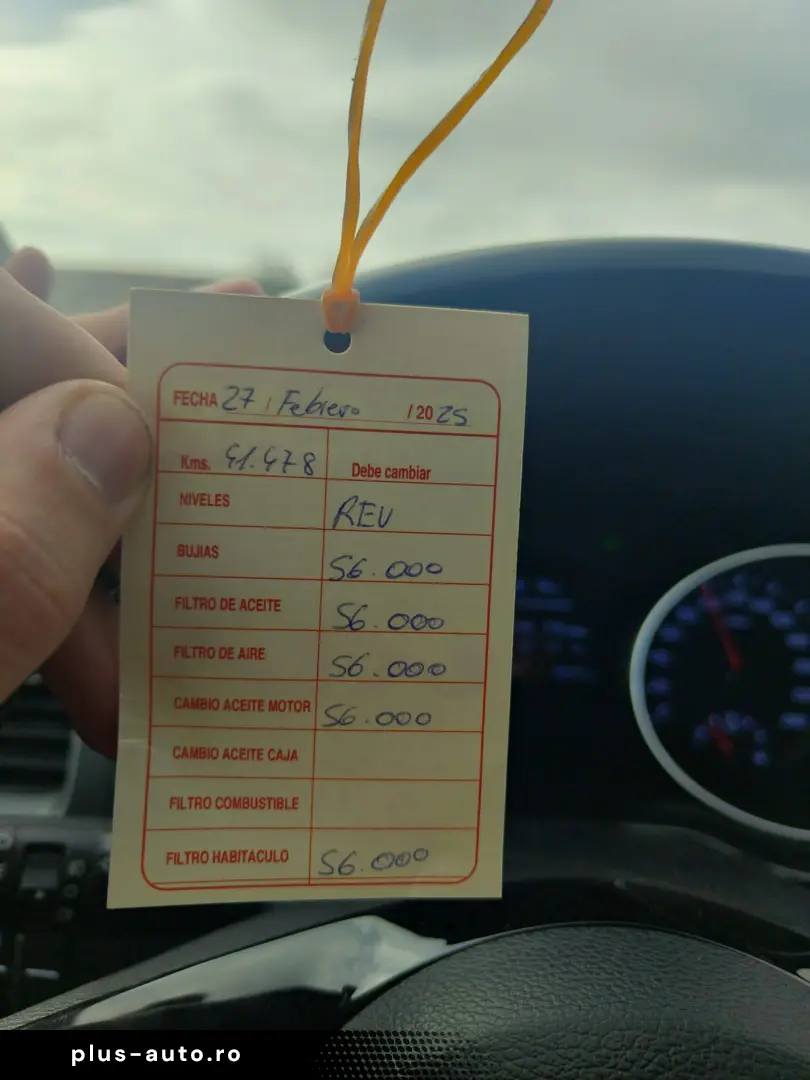 FECHA 27 / Febrero / 20 25
Kms. 41.478 Debe cambiar
NIVELES REV
BUJIAS 56.000
FILTRO DE ACEITE 56.000
FILTRO DE AIRE 56.000
CAMBIO ACEITE MOTOR 56.000
CAMBIO ACEITE CAJA
FILTRO COMBUSTIBLE
FILTRO HABITACULO 56.000
plus-auto.ro